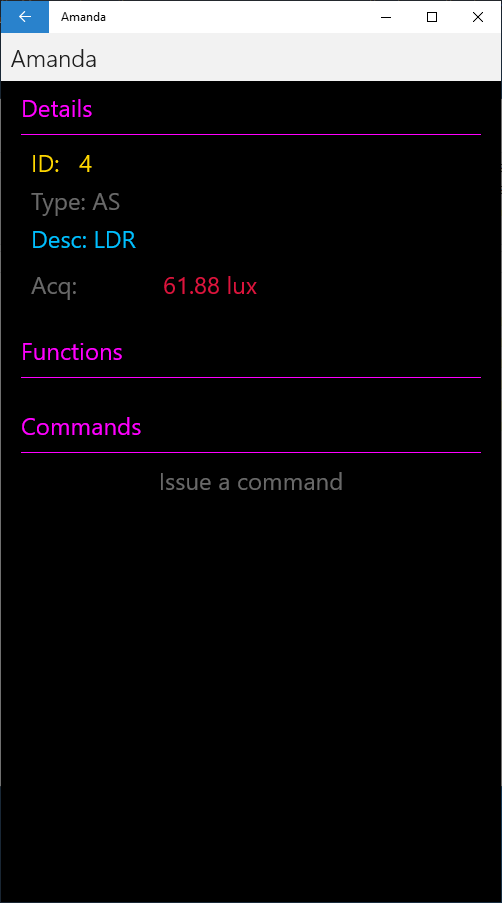 Amanda
Amanda
Details
ID: 4
Type: AS
Desc: LDR
Acq: 61.88 lux
Functions
Commands
Issue a command